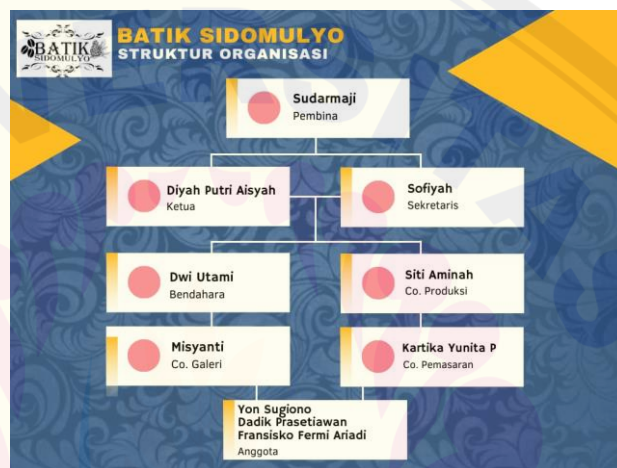 BATIK
SIDOMULYO
BATIK SIDOMULYO
STRUKTUR ORGANISASI
Sudarmaji
Pembina
Diyah Putri Aisyah
Ketua
Sofiyah
Sekretaris
Dwi Utami
Bendahara
Siti Aminah
Co. Produksi
Misyanti
Co. Galeri
Kartika Yunita P
Co. Pemasaran
Yon Sugiono
Dadik Prasetiawan
Fransisko Fermi Ariadi
Anggota